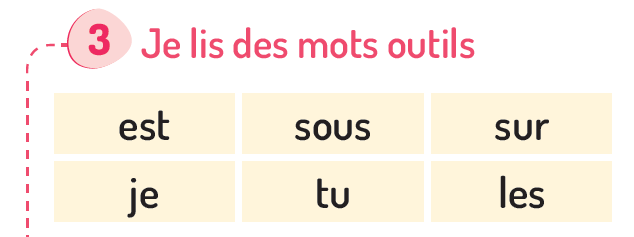 3 Je lis des mots outils
est sous sur
je tu les